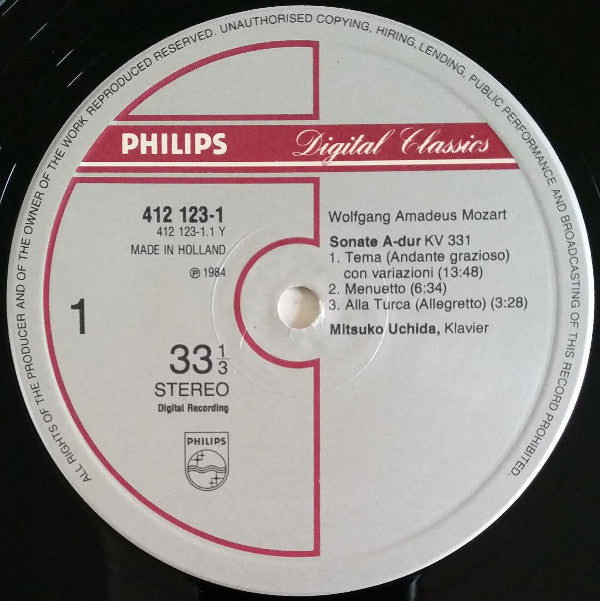 ALL RIGHTS OF THE PRODUCER AND OF THE OWNER OF THE WORK REPRODUCED RESERVED. UNAUTHORISED COPYING, HIRING, LENDING, PUBLIC PERFORMANCE AND BROADCASTING OF THIS RECORD PROHIBITED.
PHILIPS Digital Classics
412 123-1
412 123-1.1 Y
MADE IN HOLLAND
℗ 1984
1
33 1/3
STEREO
Digital Recording
PHILIPS
Wolfgang Amadeus Mozart
Sonate A-dur KV 331
1. Tema (Andante grazioso)
con variazioni (13:48)
2. Menuetto (6:34)
3. Alla Turca (Allegretto) (3:28)
Mitsuko Uchida, Klavier